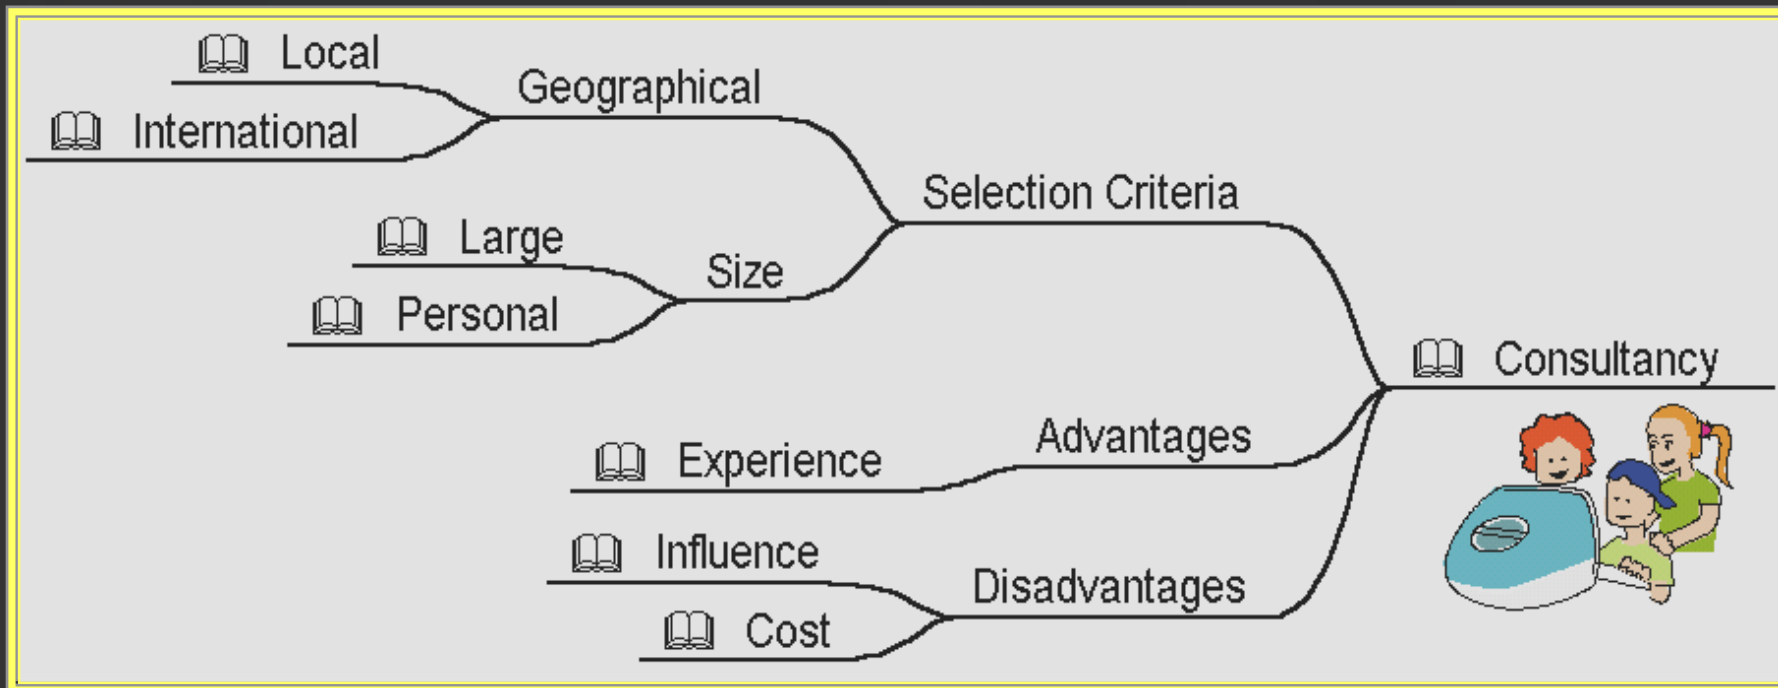 Local
Geographical
International
Selection Criteria
Large
Size
Personal
Consultancy
Advantages
Experience
Influence
Disadvantages
Cost